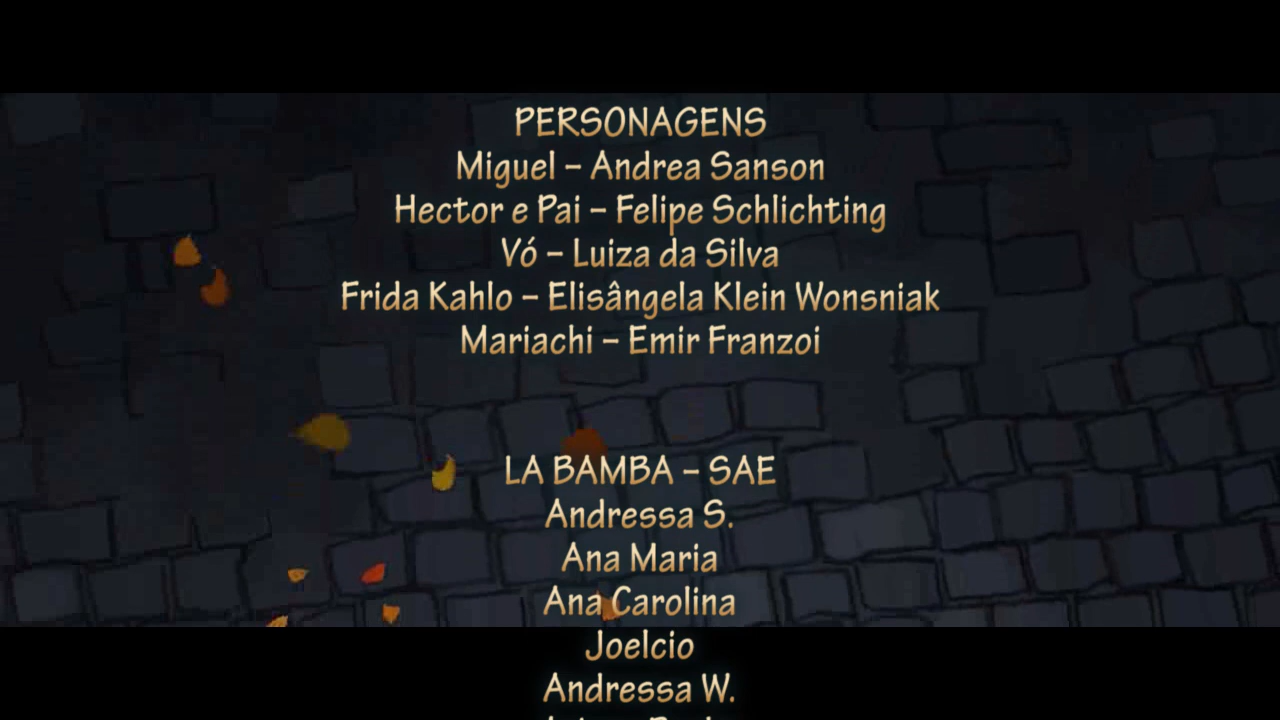 PERSONAGENS
Miguel – Andrea Sanson
Hector e Pai – Felipe Schlichting
Vó – Luiza da Silva
Frida Kahlo – Elisângela Klein Wonsniak
Mariachi – Emir Franzoi
LA BAMBA – SAE
Andressa S.
Ana Maria
Ana Carolina
Joelcio
Andressa W.